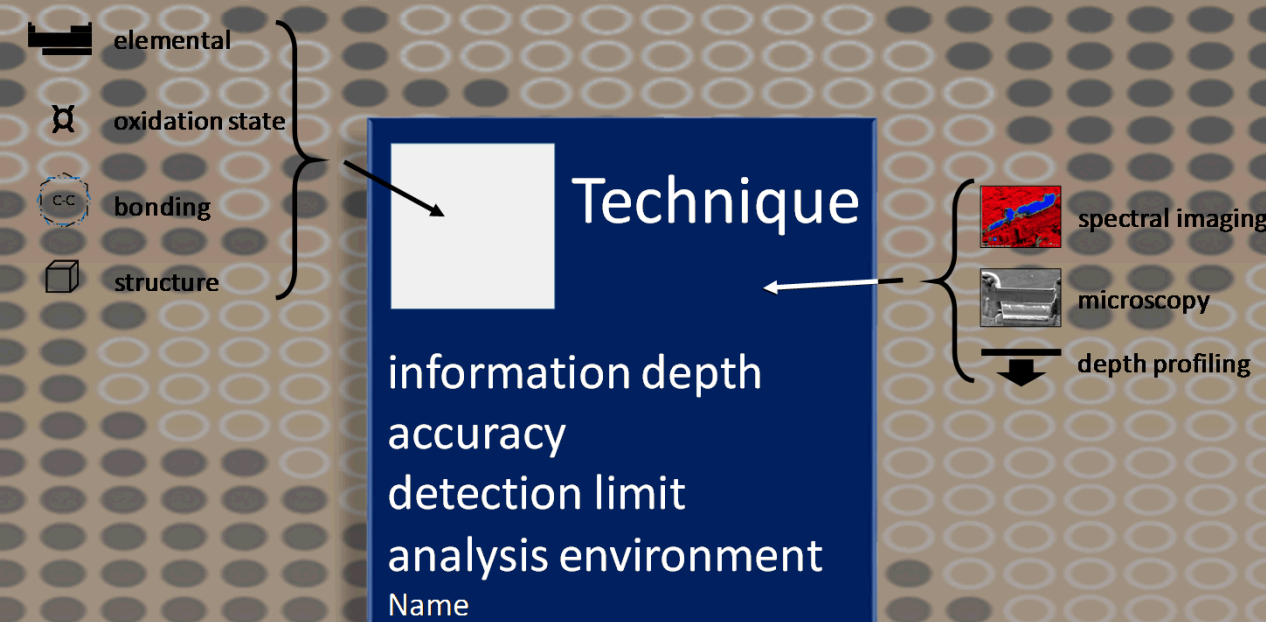 elemental
oxidation state
bonding
C-C
structure
Technique
information depth
accuracy
detection limit
analysis environment
Name
spectral imaging
microscopy
depth profiling